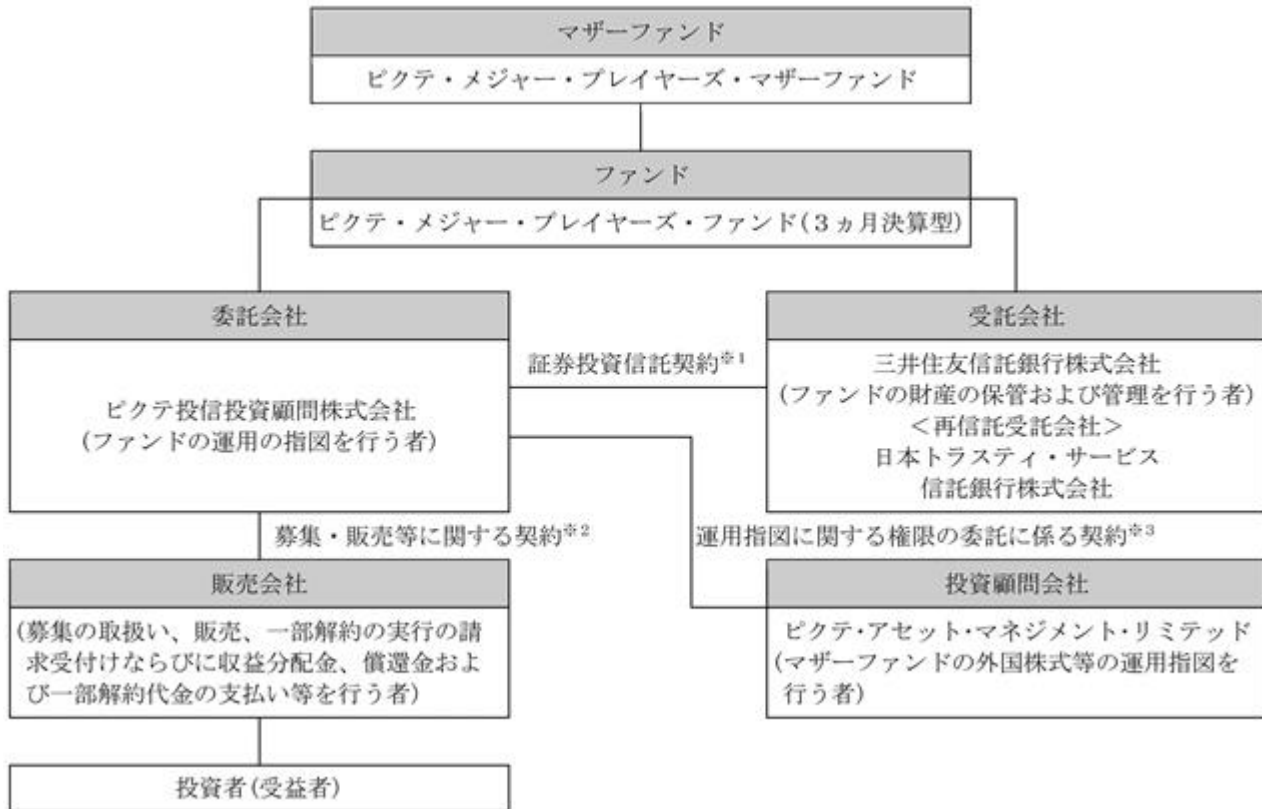 マザーファンド
ピクテ・メジャー・プレイヤーズ・マザーファンド
ファンド
ピクテ・メジャー・プレイヤーズ・ファンド(３ヵ月決算型)
委託会社
ピクテ投信投資顧問株式会社
(ファンドの運用の指図を行う者)
証券投資信託契約※1
受託会社
三井住友信託銀行株式会社
(ファンドの財産の保管および管理を行う者)
＜再信託受託会社＞
日本トラスティ・サービス
信託銀行株式会社
募集・販売等に関する契約※2
運用指図に関する権限の委託に係る契約※3
販売会社
(募集の取扱い、販売、一部解約の実行の請
求受付けならびに収益分配金、償還金およ
び一部解約代金の支払い等を行う者)
投資顧問会社
ピクテ・アセット・マネジメント・リミテッド
(マザーファンドの外国株式等の運用指図を
行う者)
投資者(受益者)